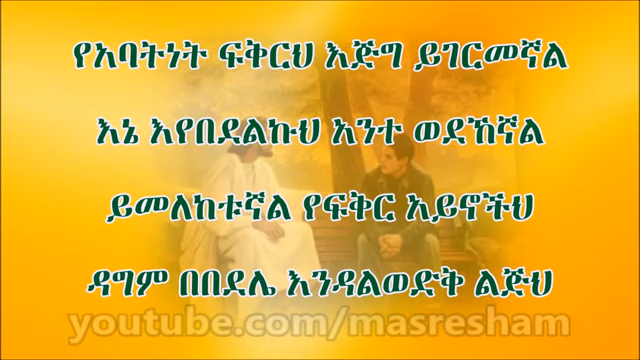 የአባትነት ፍቅርህ እጅግ ይገርመኛል
እኔ እየበደልኩህ አንተ ወደኸኛል
ይመለከቱኛል የፍቅር አይኖችህ
ዳግም በበደሌ እንዳልወድቅ ልጅህ
youtube.com/masresham